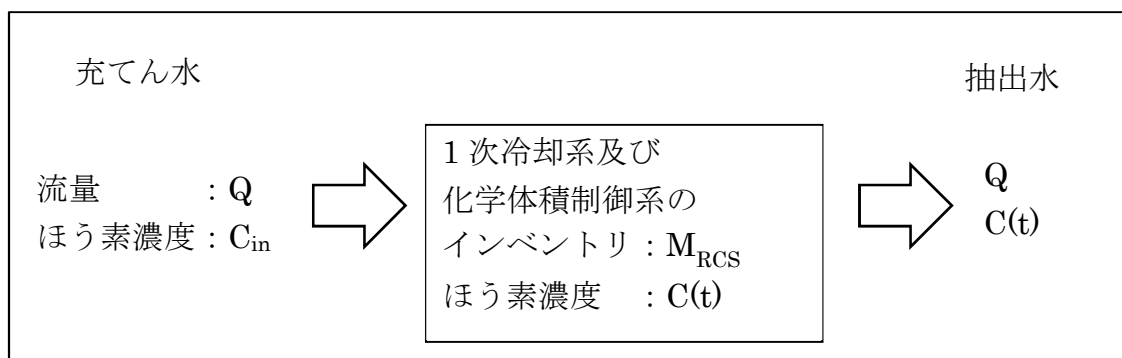 充てん水
抽出水
流量　　　：Q
ほう素濃度：C_in
1 次冷却系及び
化学体積制御系の
インベントリ：M_RCS
ほう素濃度　：C(t)
Q
C(t)